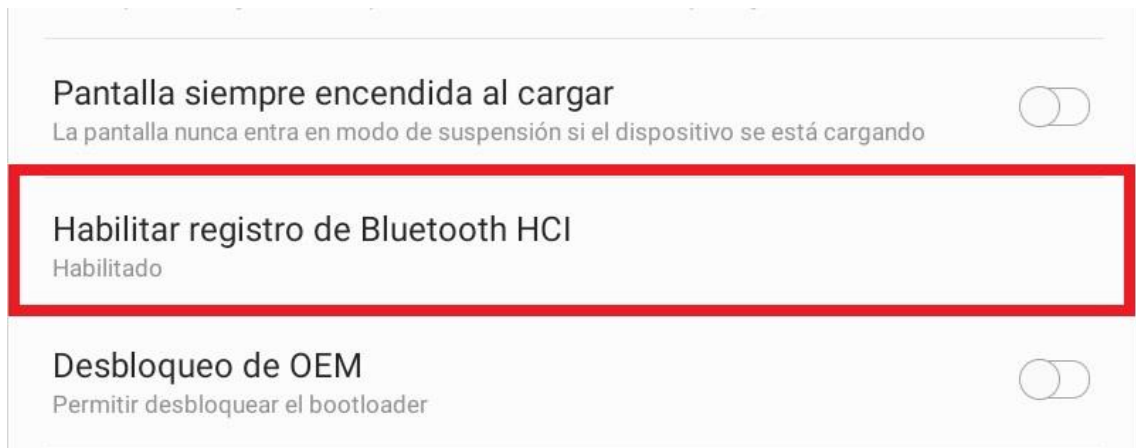 Pantalla siempre encendida al cargar
La pantalla nunca entra en modo de suspensión si el dispositivo se está cargando
Habilitar registro de Bluetooth HCI
Habilitado
Desbloqueo de OEM
Permitir desbloquear el bootloader